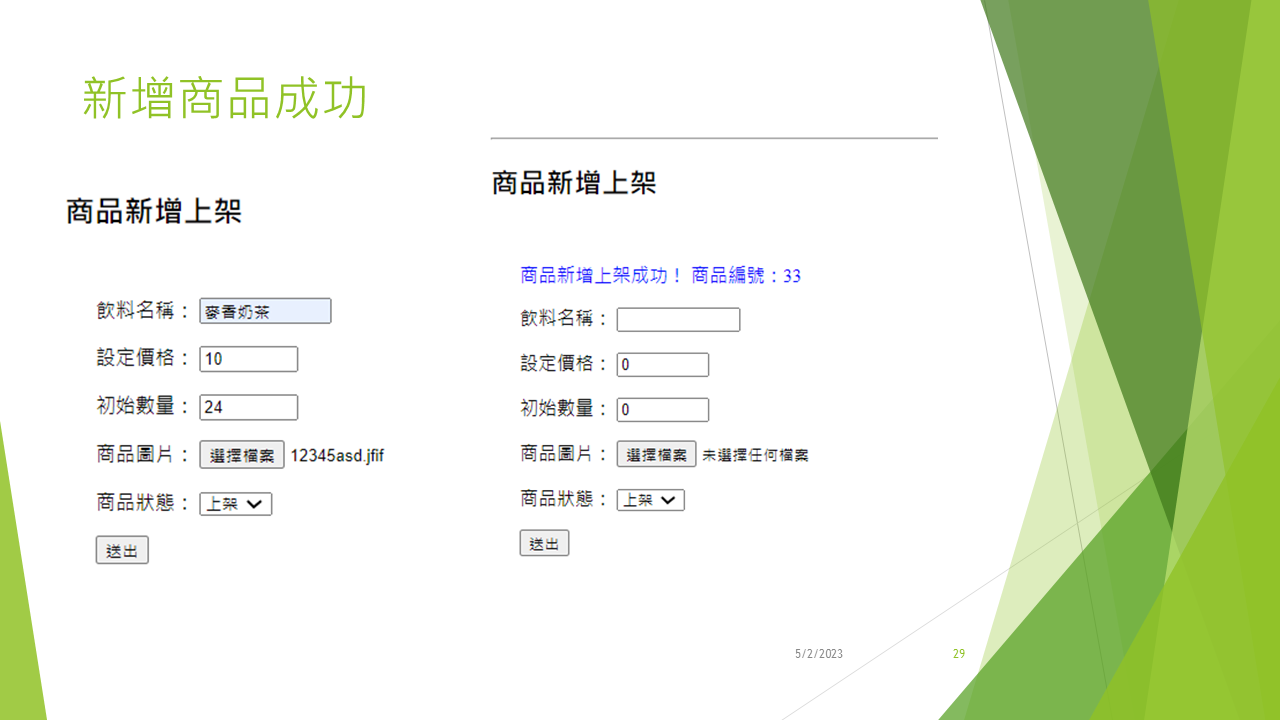 新增商品成功
商品新增上架
飲料名稱： 麥香奶茶
設定價格： 10
初始數量： 24
商品圖片： 選擇檔案 12345asd.jfif
商品狀態： 上架
送出
商品新增上架
商品新增上架成功！ 商品編號：33
飲料名稱：
設定價格： 0
初始數量： 0
商品圖片： 選擇檔案 未選擇任何檔案
商品狀態： 上架
送出
5/2/2023
29